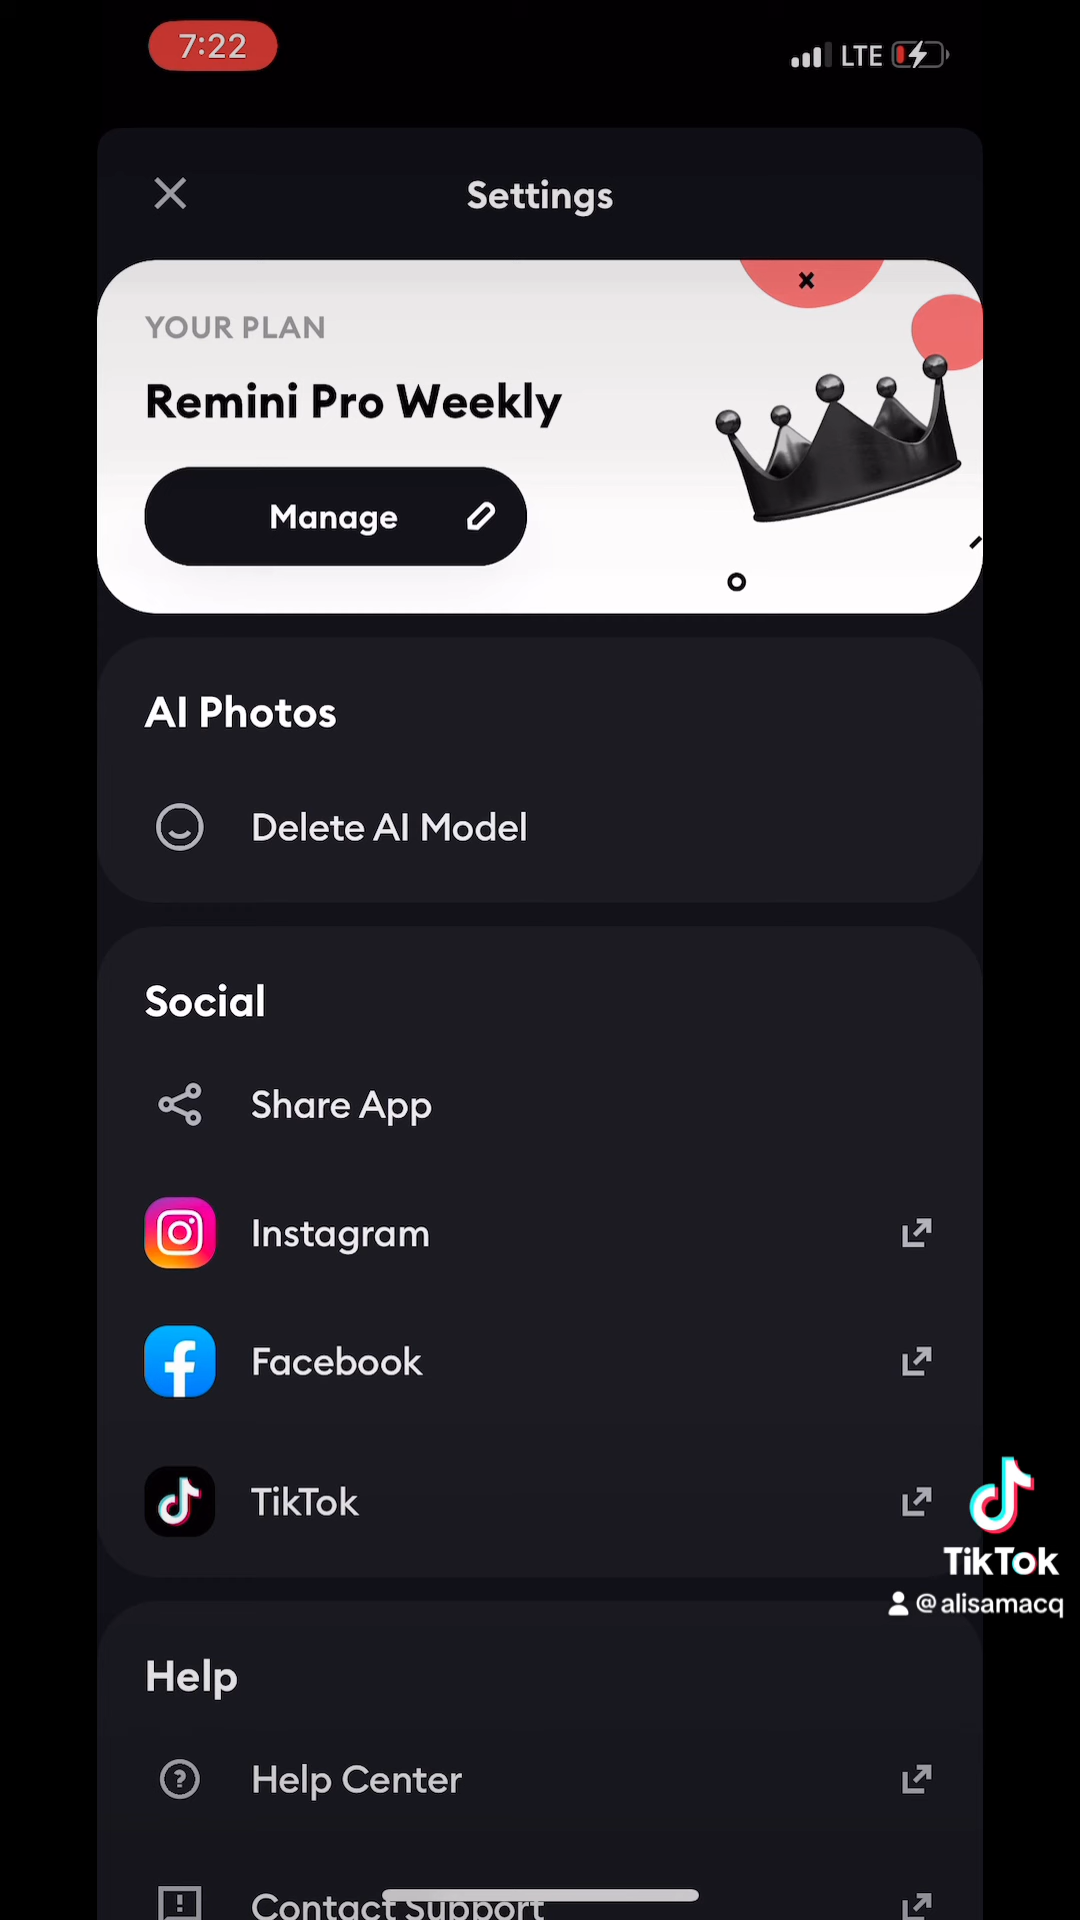 7:22
LTE
Settings
YOUR PLAN
Remini Pro Weekly
Manage
AI Photos
Delete AI Model
Social
Share App
Instagram
Facebook
TikTok
TikTok
@alisamacq
Help
Help Center
Contact Support